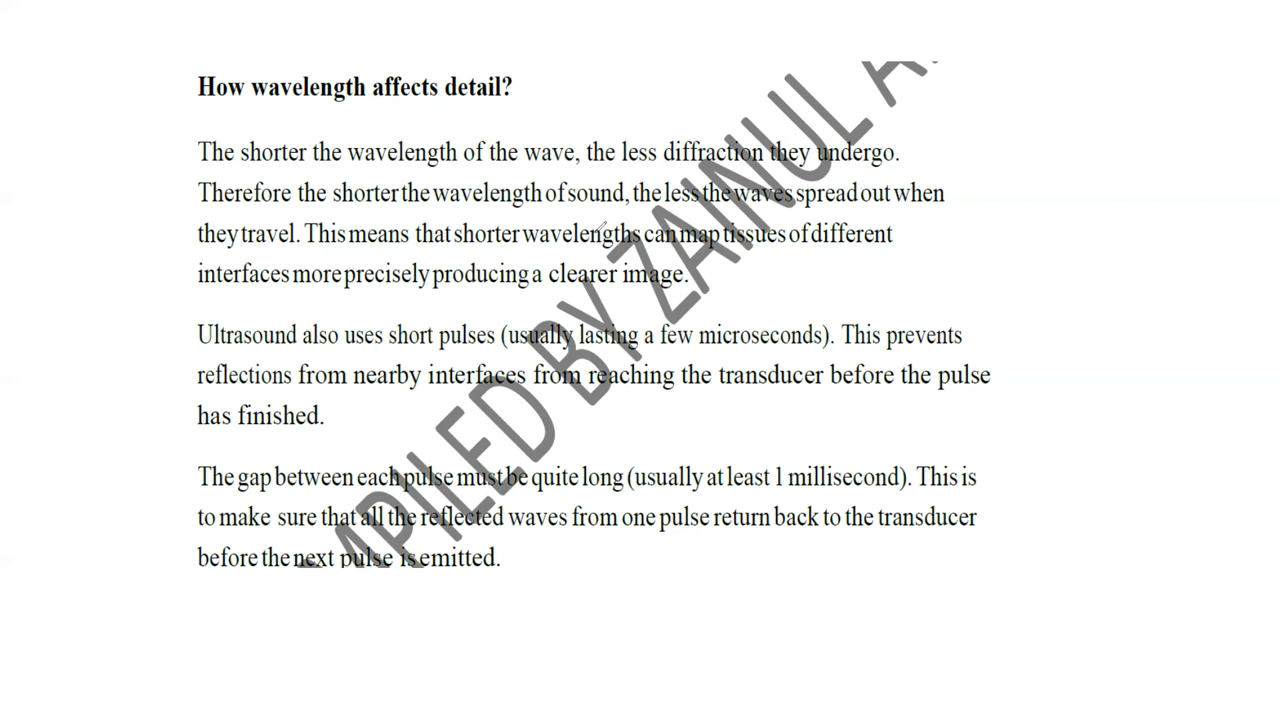 How wavelength affects detail?
The shorter the wavelength of the wave, the less diffraction they undergo.
Therefore the shorter the wavelength of sound, the less the waves spread out when
they travel. This means that shorter wavelengths can map tissues of different
interfaces more precisely producing a clearer image.
Ultrasound also uses short pulses (usually lasting a few microseconds). This prevents
reflections from nearby interfaces from reaching the transducer before the pulse
has finished.
The gap between each pulse must be quite long (usually at least 1 millisecond). This is
to make sure that all the reflected waves from one pulse return back to the transducer
before the next pulse is emitted.
MPILED BY ZAINUL A